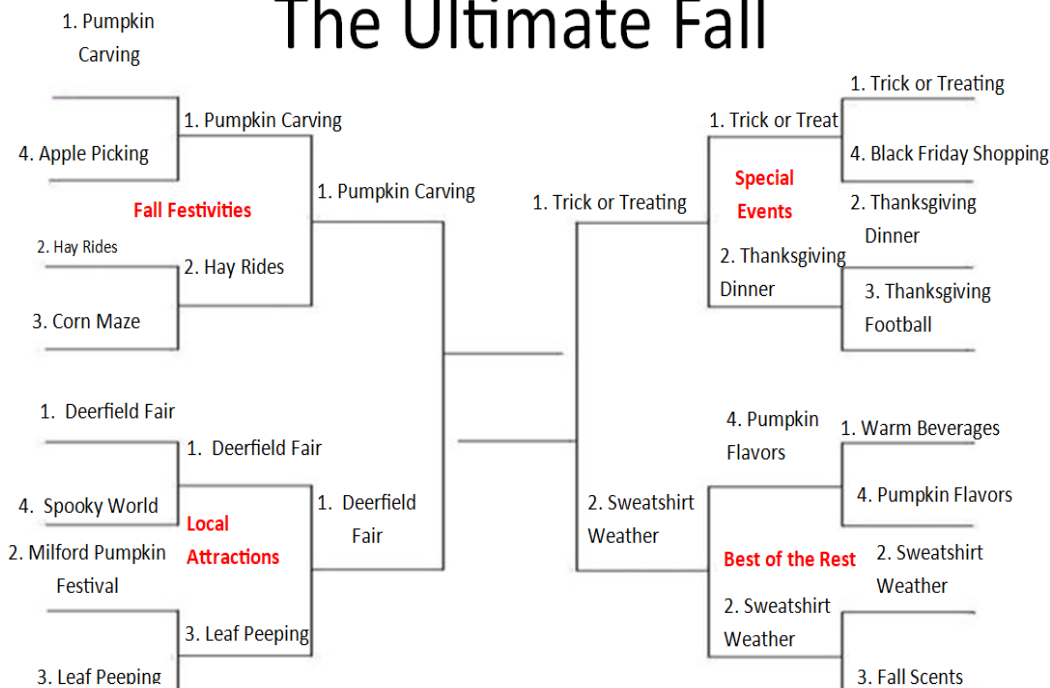 The Ultimate Fall
1. Pumpkin
Carving
4. Apple Picking
1. Pumpkin Carving
Fall Festivities
2. Hay Rides
3. Corn Maze
2. Hay Rides
1. Pumpkin Carving
1. Deerfield Fair
4. Spooky World
1. Deerfield Fair
Local
Attractions
2. Milford Pumpkin
Festival
3. Leaf Peeping
3. Leaf Peeping
1. Deerfield
Fair
1. Trick or Treating
1. Trick or Treat
Special
Events
2. Thanksgiving
Dinner
1. Trick or Treating
4. Black Friday Shopping
2. Thanksgiving
Dinner
3. Thanksgiving
Football
2. Sweatshirt
Weather
4. Pumpkin
Flavors
1. Warm Beverages
4. Pumpkin Flavors
Best of the Rest
2. Sweatshirt
Weather
2. Sweatshirt
Weather
3. Fall Scents